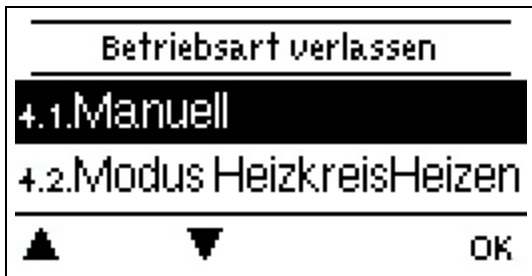 Betriebsart verlassen
4.1.Manuell
4.2.Modus HeizkreisHeizen
▲ ▼ OK